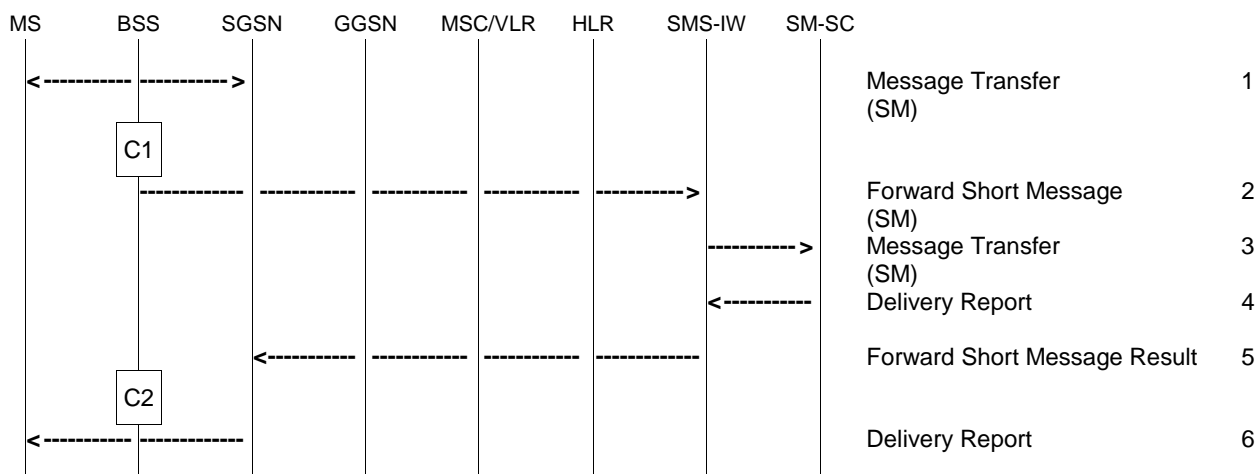 MS BSS SGSN GGSN MSC/VLR HLR SMS-IW SM-SC
Message Transfer 1
(SM)
C1
Forward Short Message 2
(SM)
Message Transfer 3
(SM)
Delivery Report 4
Forward Short Message Result 5
C2
Delivery Report 6